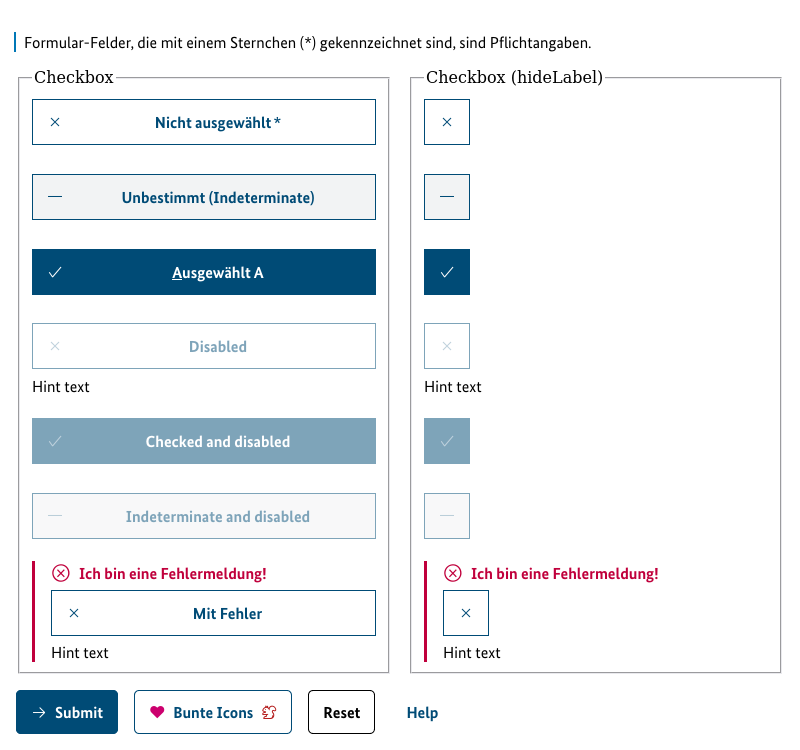 Formular-Felder, die mit einem Sternchen (*) gekennzeichnet sind, sind Pflichtangaben.
Checkbox
Nicht ausgewählt *
Unbestimmt (Indeterminate)
Ausgewählt A
Disabled
Hint text
Checked and disabled
Indeterminate and disabled
Ich bin eine Fehlermeldung!
Mit Fehler
Hint text
Checkbox (hideLabel)
Hint text
Ich bin eine Fehlermeldung!
Hint text
Submit
Bunte Icons
Reset
Help